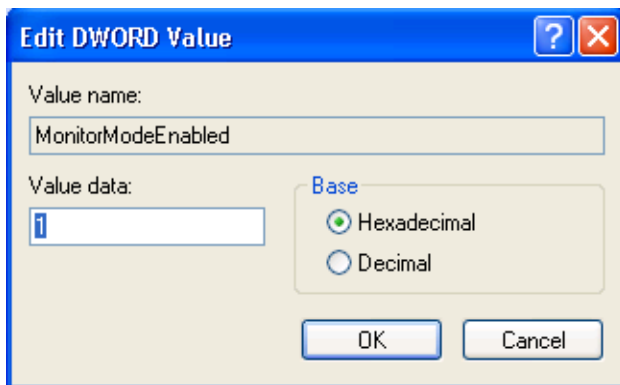 Edit DWORD Value
Value name:
MonitorModeEnabled
Value data:
1
Base
Hexadecimal
Decimal
OK
Cancel